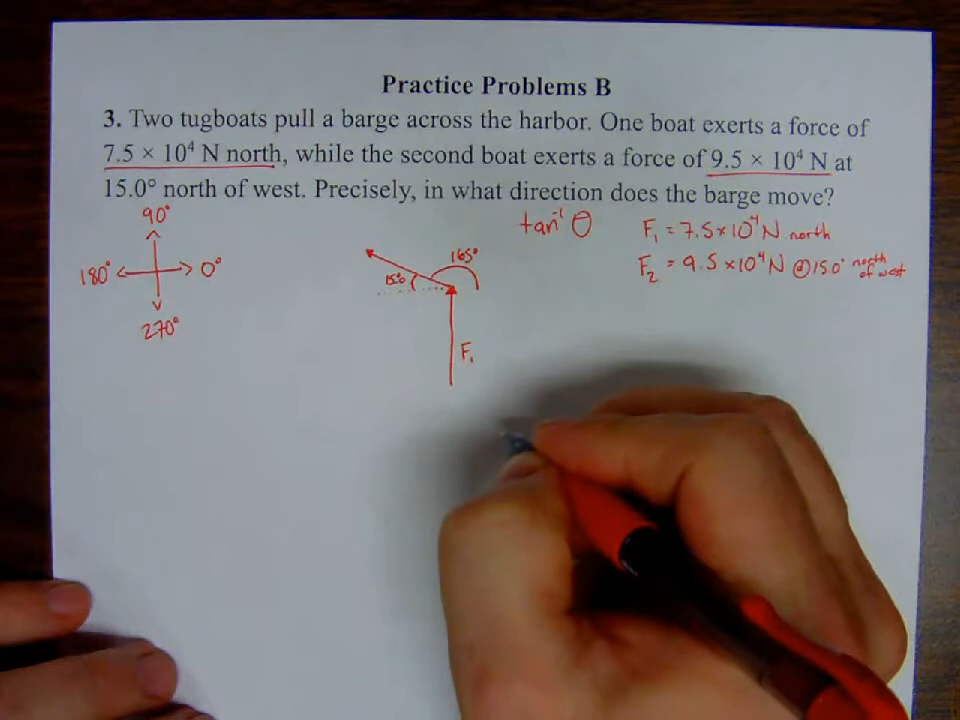 Practice Problems B
3. Two tugboats pull a barge across the harbor. One boat exerts a force of
7.5 × 10⁴ N north, while the second boat exerts a force of 9.5 × 10⁴ N at
15.0° north of west. Precisely, in what direction does the barge move?
90°
180° 0°
270°
tan⁻¹ θ
F₁ = 7.5×10⁴ N north
F₂ = 9.5 ×10⁴ N @ 150° north of west
165°
15°
F₁